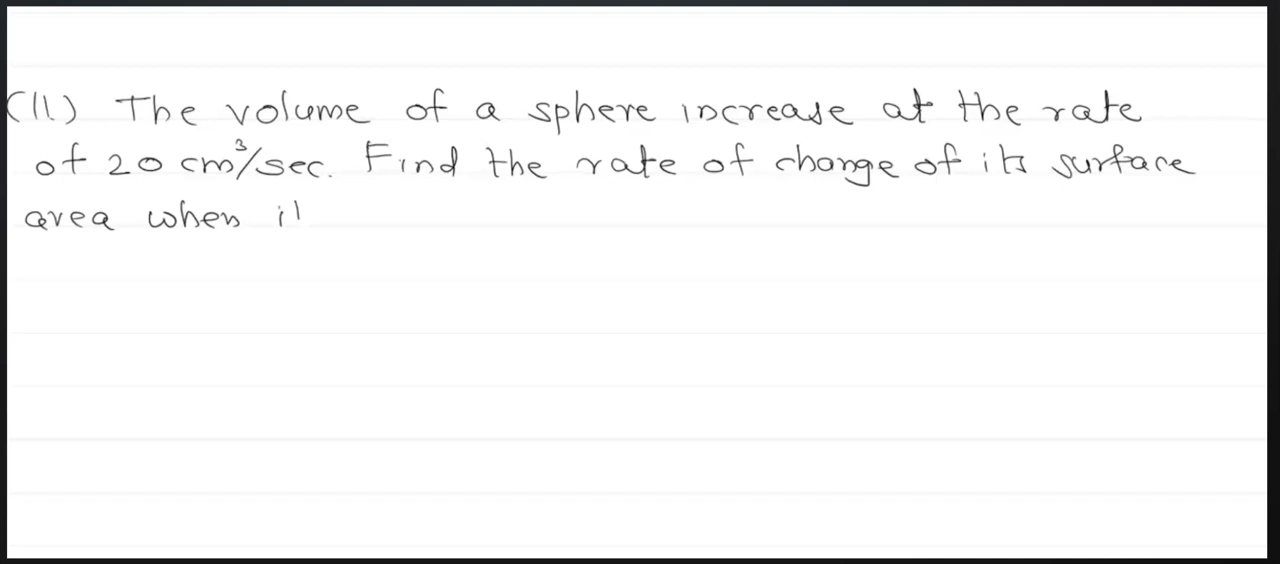 (11) The volume of a sphere increase at the rate
of 20 cm³/sec. Find the rate of change of its surface
area when